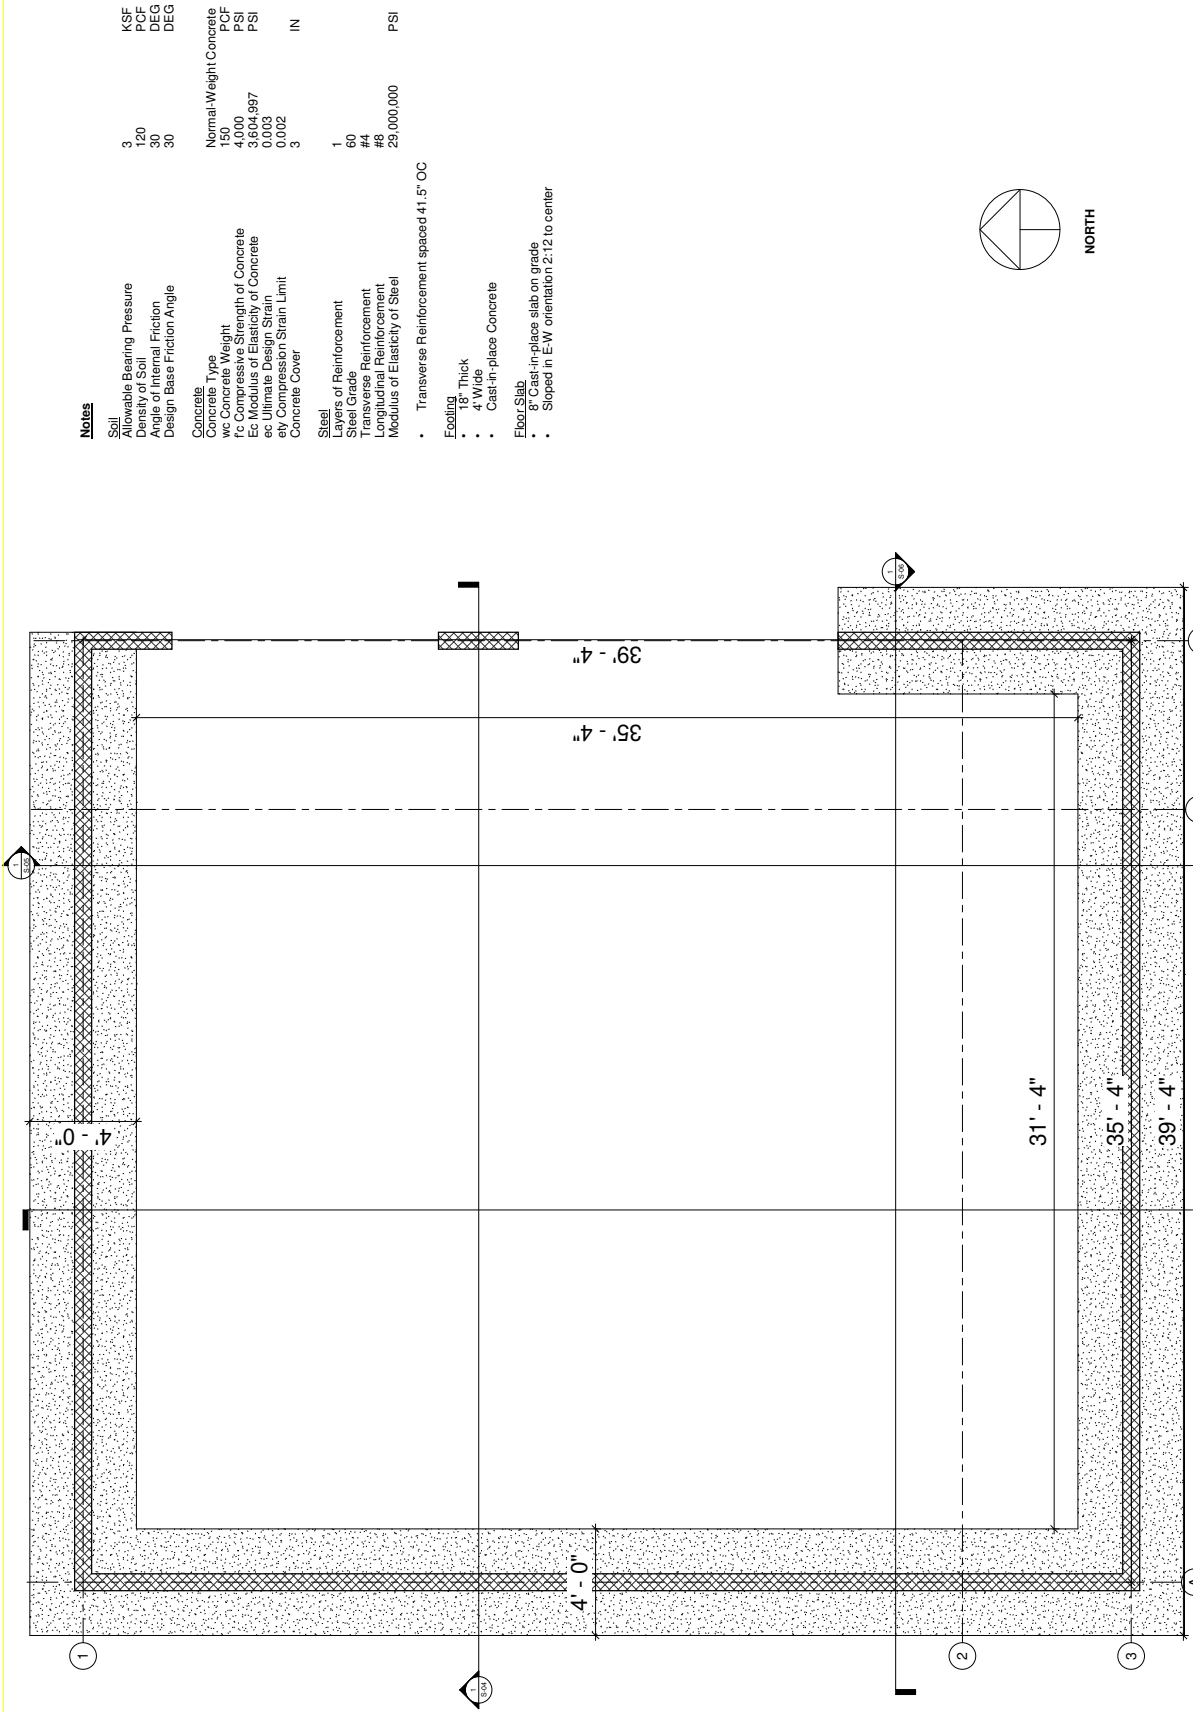 Notes
Soil
Allowable Bearing Pressure 3 KSF
Density of Soil 120 PCF
Angle of Internal Friction 30 DEG
Design Base Friction Angle 30 DEG
Concrete
Concrete Type Normal-Weight Concrete
wc Concrete Weight 150 PCF
f'c Compressive Strength of Concrete 4,000 PSI
Ec Modulus of Elasticity of Concrete 3,604,997 PSI
ec Ultimate Design Strain 0.003
ety Compression Strain Limit 0.002
Concrete Cover 3 IN
Steel
Layers of Reinforcement 1
Steel Grade 60
Transverse Reinforcement #4
Longitudinal Reinforcement #8
Modulus of Elasticity of Steel 29,000,000 PSI
• Transverse Reinforcement spaced 41.5" OC
Footing
• 18" Thick
• 4' Wide
• Cast-in-place Concrete
Floor Slab
• 8" Cast-in-place slab on grade
• Sloped in E-W orientation 2:12 to center
NORTH
1
S-05
1
S-06
1
S-04
39' - 4"
35' - 4"
4' - 0"
4' - 0"
31' - 4"
35' - 4"
39' - 4"
1
2
3